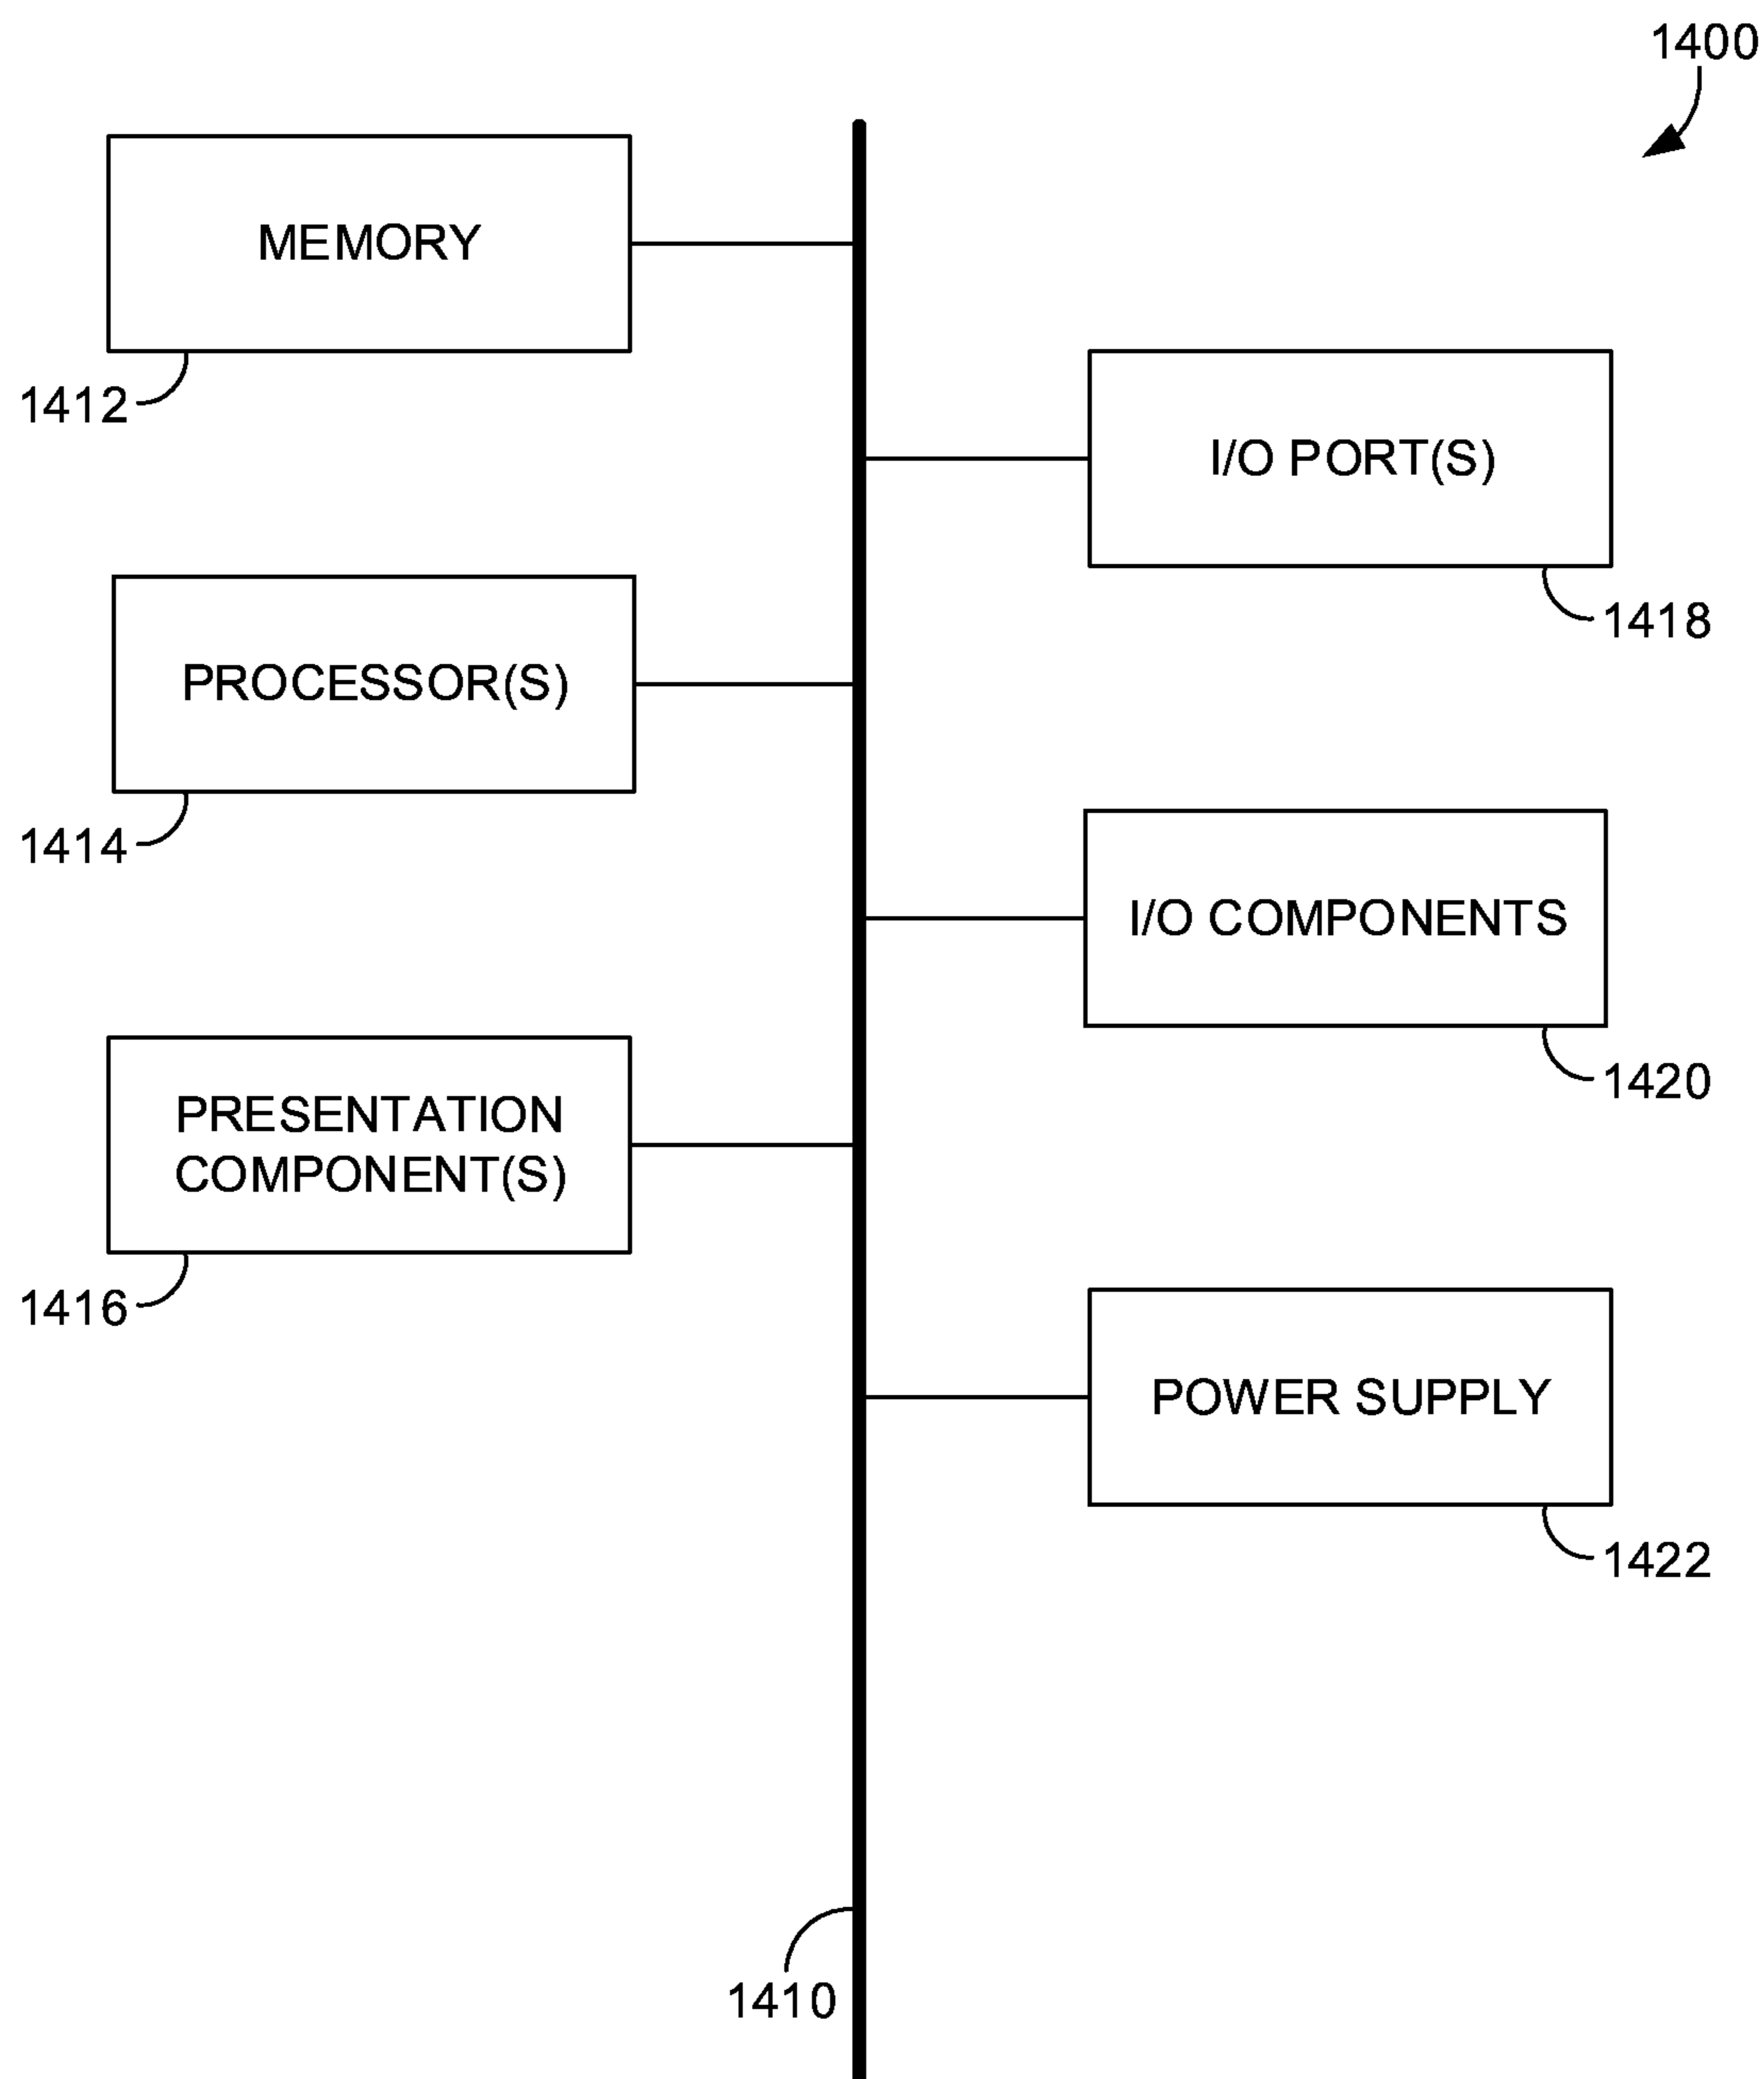 1400
MEMORY
1412
I/O PORT(S)
1418
PROCESSOR(S)
1414
I/O COMPONENTS
1420
PRESENTATION
COMPONENT(S)
1416
POWER SUPPLY
1422
1410